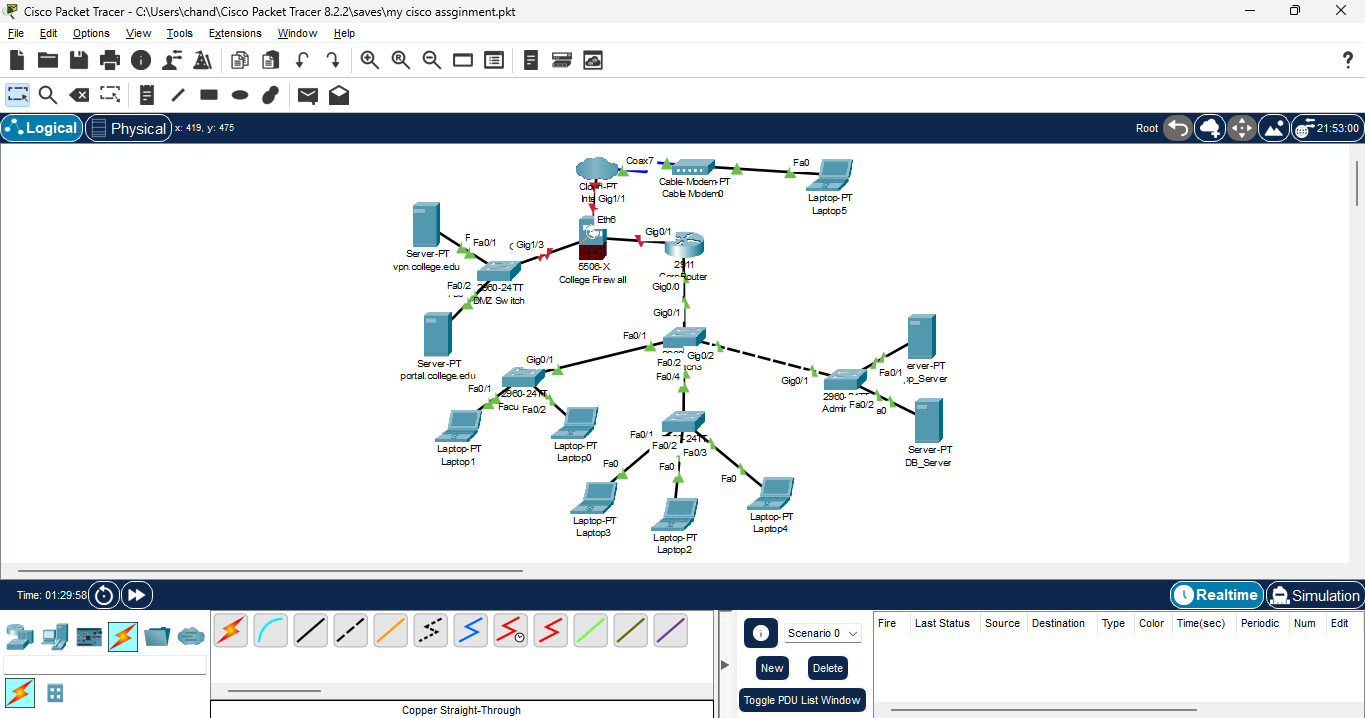 Cisco Packet Tracer - C:\Users\chand\Cisco Packet Tracer 8.2.2\saves\my cisco assginment.pkt
File Edit Options View Tools Extensions Window Help
?
Logical Physical x: 419, y: 475 Root 21:53:00
Coax7
Fa0
Cable-Modem-PT
Cable Modem0
Laptop-PT
Laptop5
Gig1/1
Eth6
Server-PT
vpn.college.edu
Fa0/1
Gig1/3
Gig0/1
5506-X
College Firewall
2911
Router
Fa0/2
2960-24TT
DMZ Switch
Gig0/0
Gig0/1
Server-PT
portal.college.edu
Fa0/1
Gig0/2
Fa0/2
Fa0/4
Gig0/1
2960-24TT
Facu
Fa0/1
Fa0/2
Gig0/1
Fa0/1
Fa0/2
Admin
Server-PT
DB_Server
Laptop-PT
Laptop1
Laptop-PT
Laptop0
Fa0/1
Fa0/2
Fa0/3
Fa0
Fa0
Fa0
Laptop-PT
Laptop3
Laptop-PT
Laptop2
Laptop-PT
Laptop4
Time: 01:29:58 Realtime Simulation
Scenario 0
New Delete
Toggle PDU List Window
Fire Last Status Source Destination Type Color Time(sec) Periodic Num Edit
Copper Straight-Through